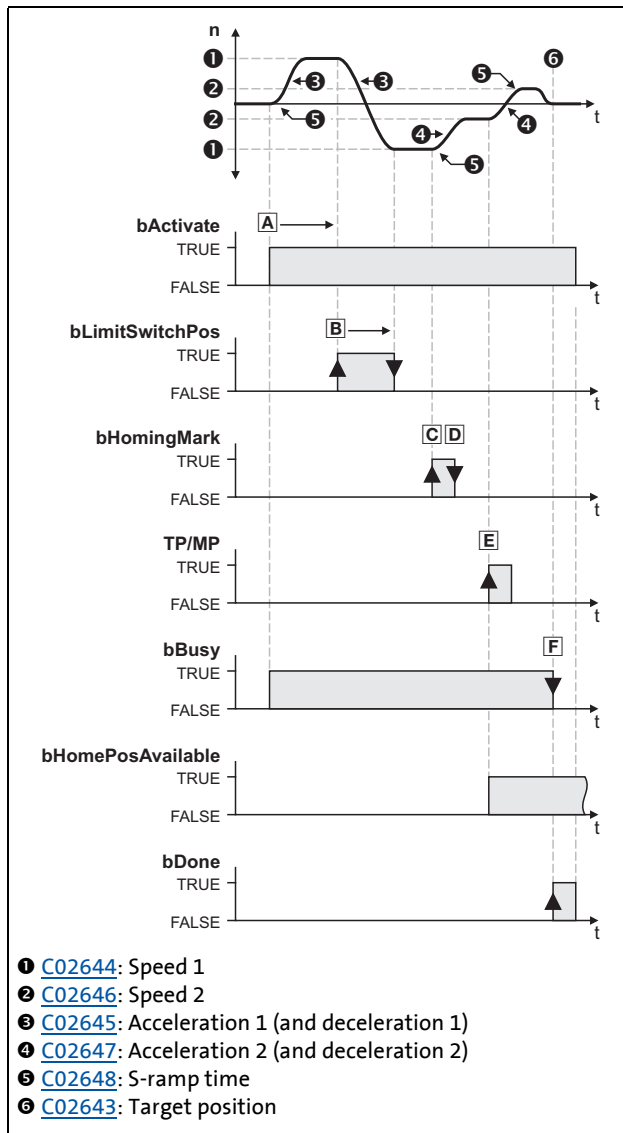 n
❶
❷
❷
❶
❸ ❸ ❺ ❹ ❺ ❺ ❹ ❻
t
bActivate
TRUE
FALSE
A
t
bLimitSwitchPos
TRUE
FALSE
B
t
bHomingMark
TRUE
FALSE
C D
t
TP/MP
TRUE
FALSE
E
t
bBusy
TRUE
FALSE
F
t
bHomePosAvailable
TRUE
FALSE
t
bDone
TRUE
FALSE
t
❶ C02644: Speed 1
❷ C02646: Speed 2
❸ C02645: Acceleration 1 (and deceleration 1)
❹ C02647: Acceleration 2 (and deceleration 2)
❺ C02648: S-ramp time
❻ C02643: Target position